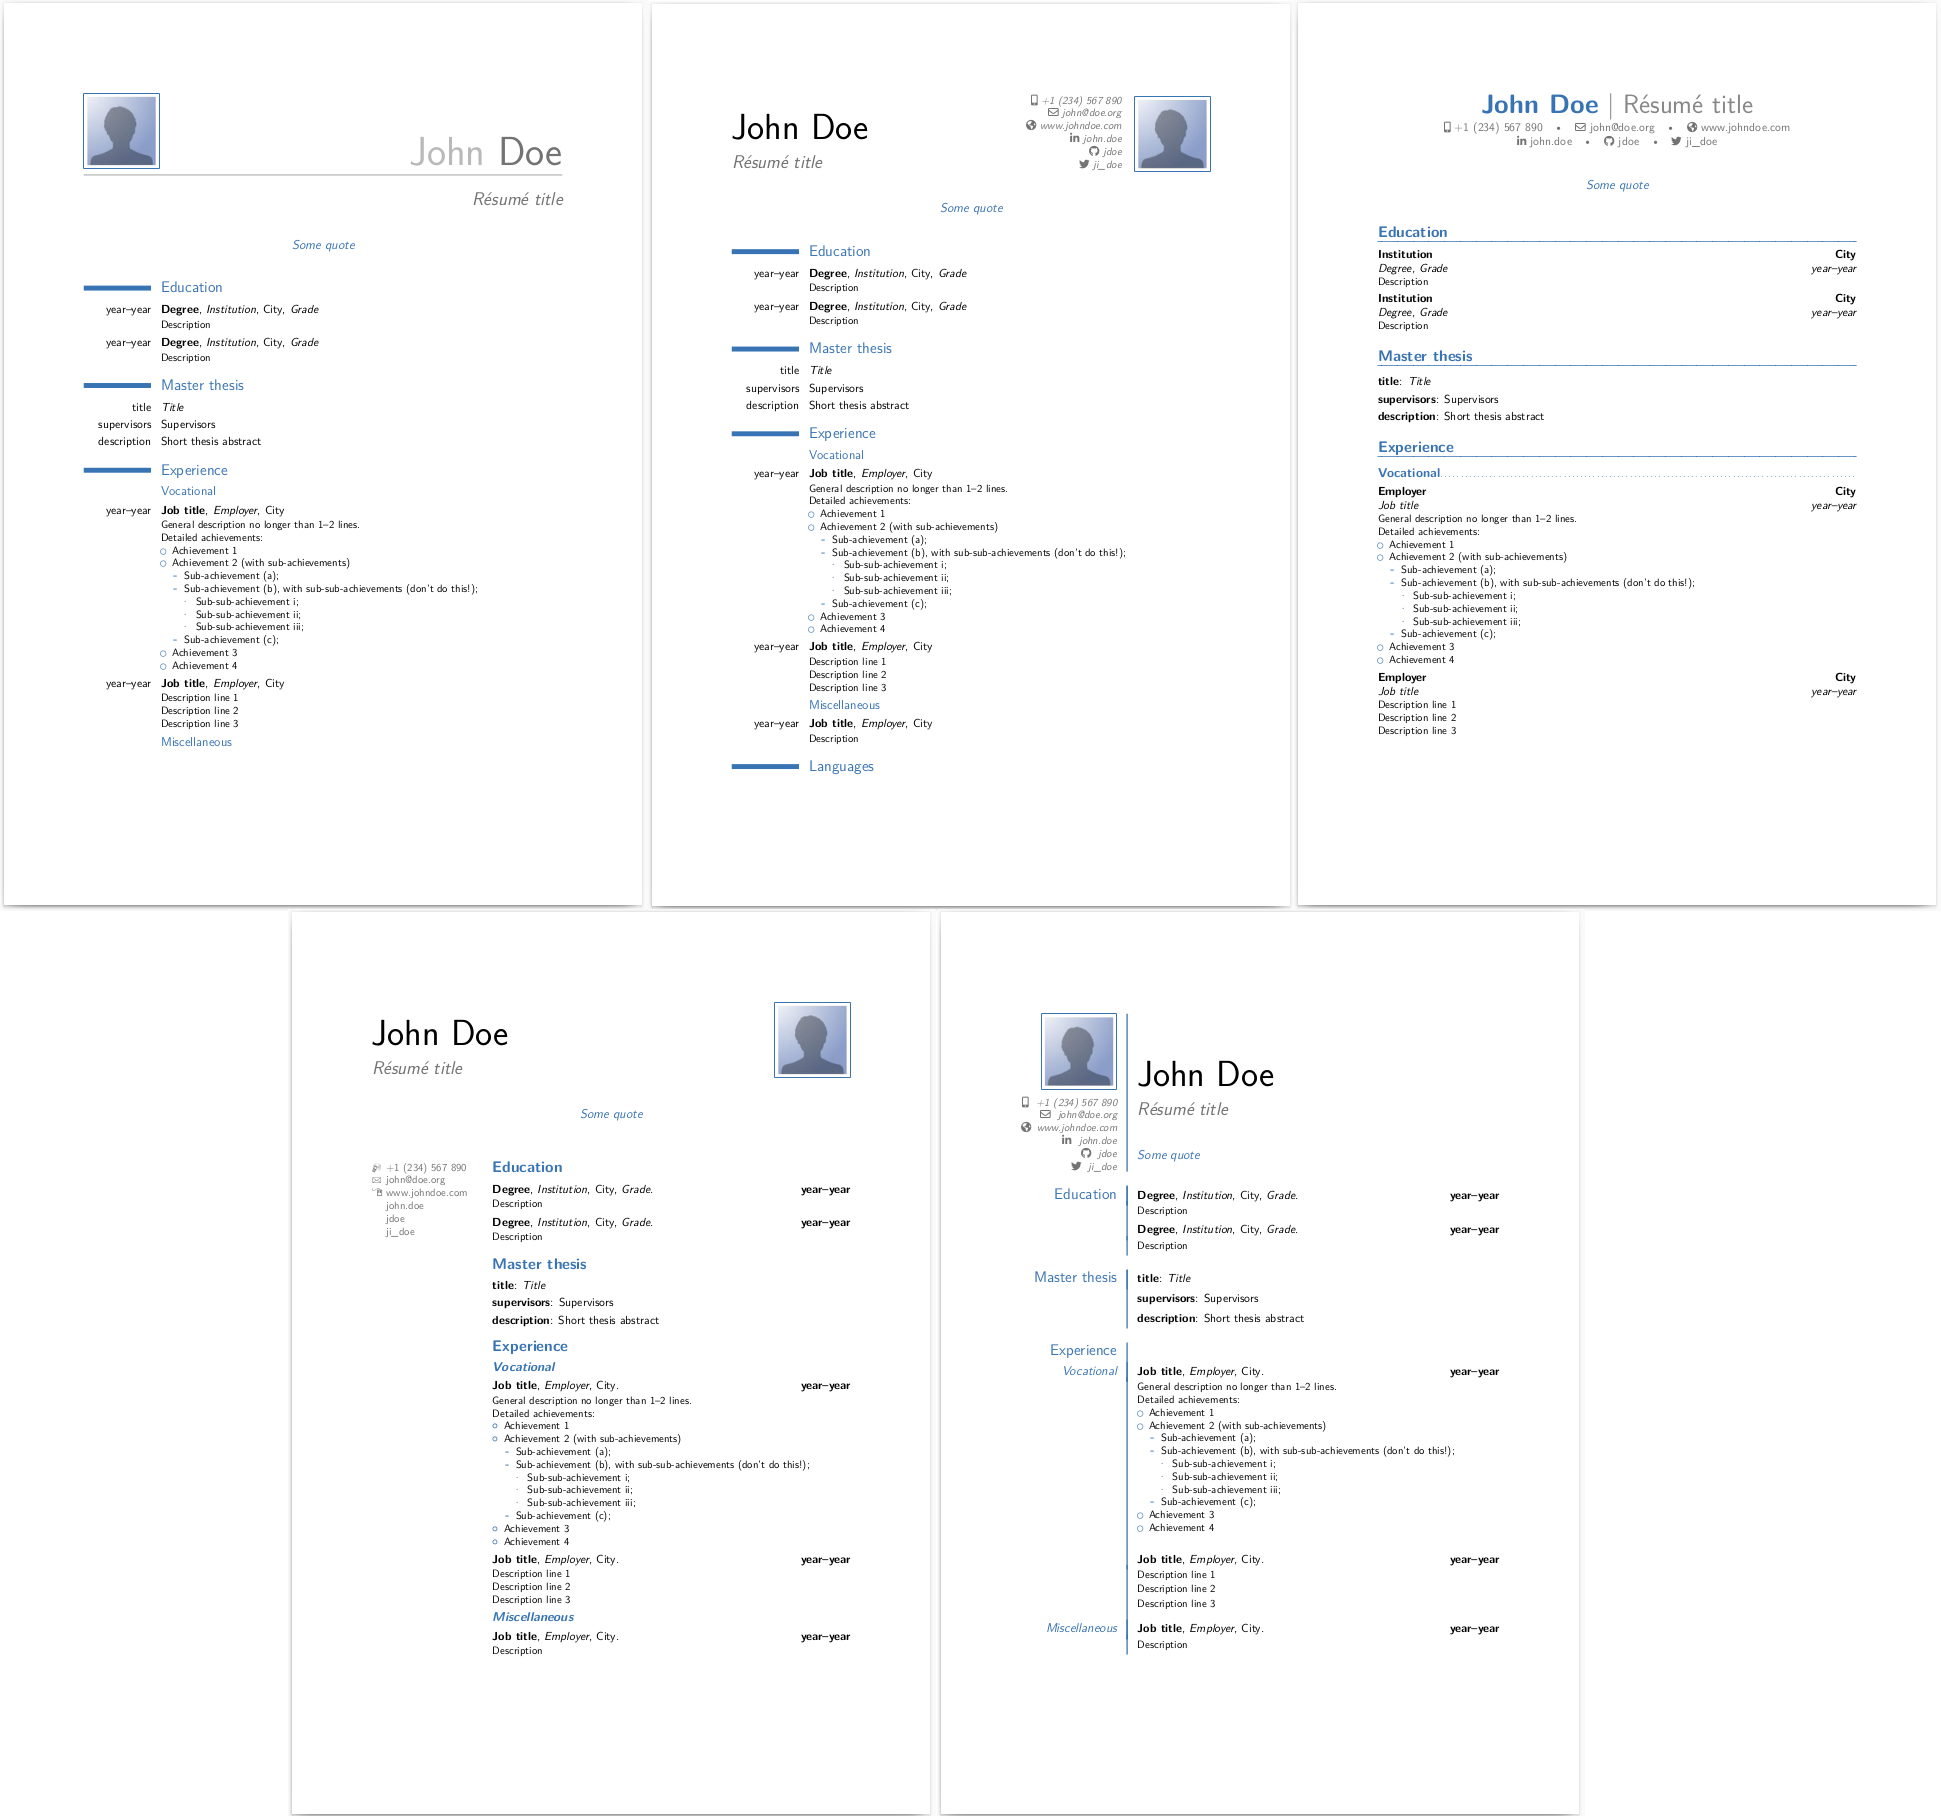 John Doe
Résumé title
Some quote
Education
year–year Degree, Institution, City, Grade
Description
year–year Degree, Institution, City, Grade
Description
Master thesis
title Title
supervisors Supervisors
description Short thesis abstract
Experience
Vocational
year–year Job title, Employer, City
General description no longer than 1–2 lines.
Detailed achievements:
○ Achievement 1
○ Achievement 2 (with sub-achievements)
- Sub-achievement (a);
- Sub-achievement (b), with sub-sub-achievements (don't do this!);
· Sub-sub-achievement i;
· Sub-sub-achievement ii;
· Sub-sub-achievement iii;
- Sub-achievement (c);
○ Achievement 3
○ Achievement 4
year–year Job title, Employer, City
Description line 1
Description line 2
Description line 3
Miscellaneous
John Doe
Résumé title
+1 (234) 567 890
john@doe.org
www.johndoe.com
john.doe
jdoe
ji_doe
Some quote
Education
year–year Degree, Institution, City, Grade
Description
year–year Degree, Institution, City, Grade
Description
Master thesis
title Title
supervisors Supervisors
description Short thesis abstract
Experience
Vocational
year–year Job title, Employer, City
General description no longer than 1–2 lines.
Detailed achievements:
○ Achievement 1
○ Achievement 2 (with sub-achievements)
- Sub-achievement (a);
- Sub-achievement (b), with sub-sub-achievements (don't do this!);
· Sub-sub-achievement i;
· Sub-sub-achievement ii;
· Sub-sub-achievement iii;
- Sub-achievement (c);
○ Achievement 3
○ Achievement 4
year–year Job title, Employer, City
Description line 1
Description line 2
Description line 3
Miscellaneous
year–year Job title, Employer, City
Description
Languages
John Doe | Résumé title
+1 (234) 567 890 • john@doe.org • www.johndoe.com
john.doe • jdoe • ji_doe
Some quote
Education
Institution City
Degree, Grade year–year
Description
Institution City
Degree, Grade year–year
Description
Master thesis
title: Title
supervisors: Supervisors
description: Short thesis abstract
Experience
Vocational
Employer City
Job title year–year
General description no longer than 1–2 lines.
Detailed achievements:
○ Achievement 1
○ Achievement 2 (with sub-achievements)
- Sub-achievement (a);
- Sub-achievement (b), with sub-sub-achievements (don't do this!);
· Sub-sub-achievement i;
· Sub-sub-achievement ii;
· Sub-sub-achievement iii;
- Sub-achievement (c);
○ Achievement 3
○ Achievement 4
Employer City
Job title year–year
Description line 1
Description line 2
Description line 3
John Doe
Résumé title
Some quote
+1 (234) 567 890
john@doe.org
www.johndoe.com
john.doe
jdoe
ji_doe
Education
Degree, Institution, City, Grade. year–year
Description
Degree, Institution, City, Grade. year–year
Description
Master thesis
title: Title
supervisors: Supervisors
description: Short thesis abstract
Experience
Vocational
Job title, Employer, City. year–year
General description no longer than 1–2 lines.
Detailed achievements:
○ Achievement 1
○ Achievement 2 (with sub-achievements)
- Sub-achievement (a);
- Sub-achievement (b), with sub-sub-achievements (don't do this!);
· Sub-sub-achievement i;
· Sub-sub-achievement ii;
· Sub-sub-achievement iii;
- Sub-achievement (c);
○ Achievement 3
○ Achievement 4
Job title, Employer, City. year–year
Description line 1
Description line 2
Description line 3
Miscellaneous
Job title, Employer, City. year–year
Description
+1 (234) 567 890
john@doe.org
www.johndoe.com
john.doe
jdoe
ji_doe
John Doe
Résumé title
Some quote
Education Degree, Institution, City, Grade. year–year
Description
Degree, Institution, City, Grade. year–year
Description
Master thesis title: Title
supervisors: Supervisors
description: Short thesis abstract
Experience
Vocational Job title, Employer, City. year–year
General description no longer than 1–2 lines.
Detailed achievements:
○ Achievement 1
○ Achievement 2 (with sub-achievements)
- Sub-achievement (a);
- Sub-achievement (b), with sub-sub-achievements (don't do this!);
· Sub-sub-achievement i;
· Sub-sub-achievement ii;
· Sub-sub-achievement iii;
- Sub-achievement (c);
○ Achievement 3
○ Achievement 4
Job title, Employer, City. year–year
Description line 1
Description line 2
Description line 3
Miscellaneous Job title, Employer, City. year–year
Description